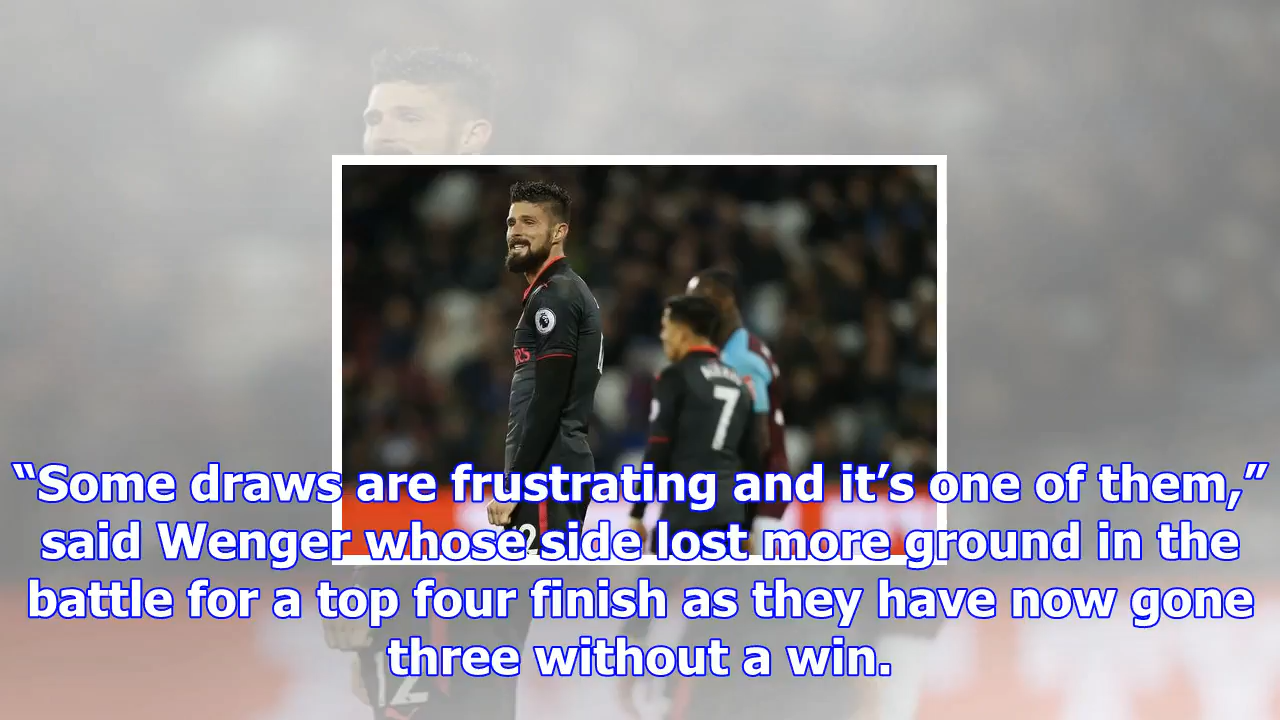 “Some draws are frustrating and it’s one of them,”
said Wenger whose side lost more ground in the
battle for a top four finish as they have now gone
three without a win.
7